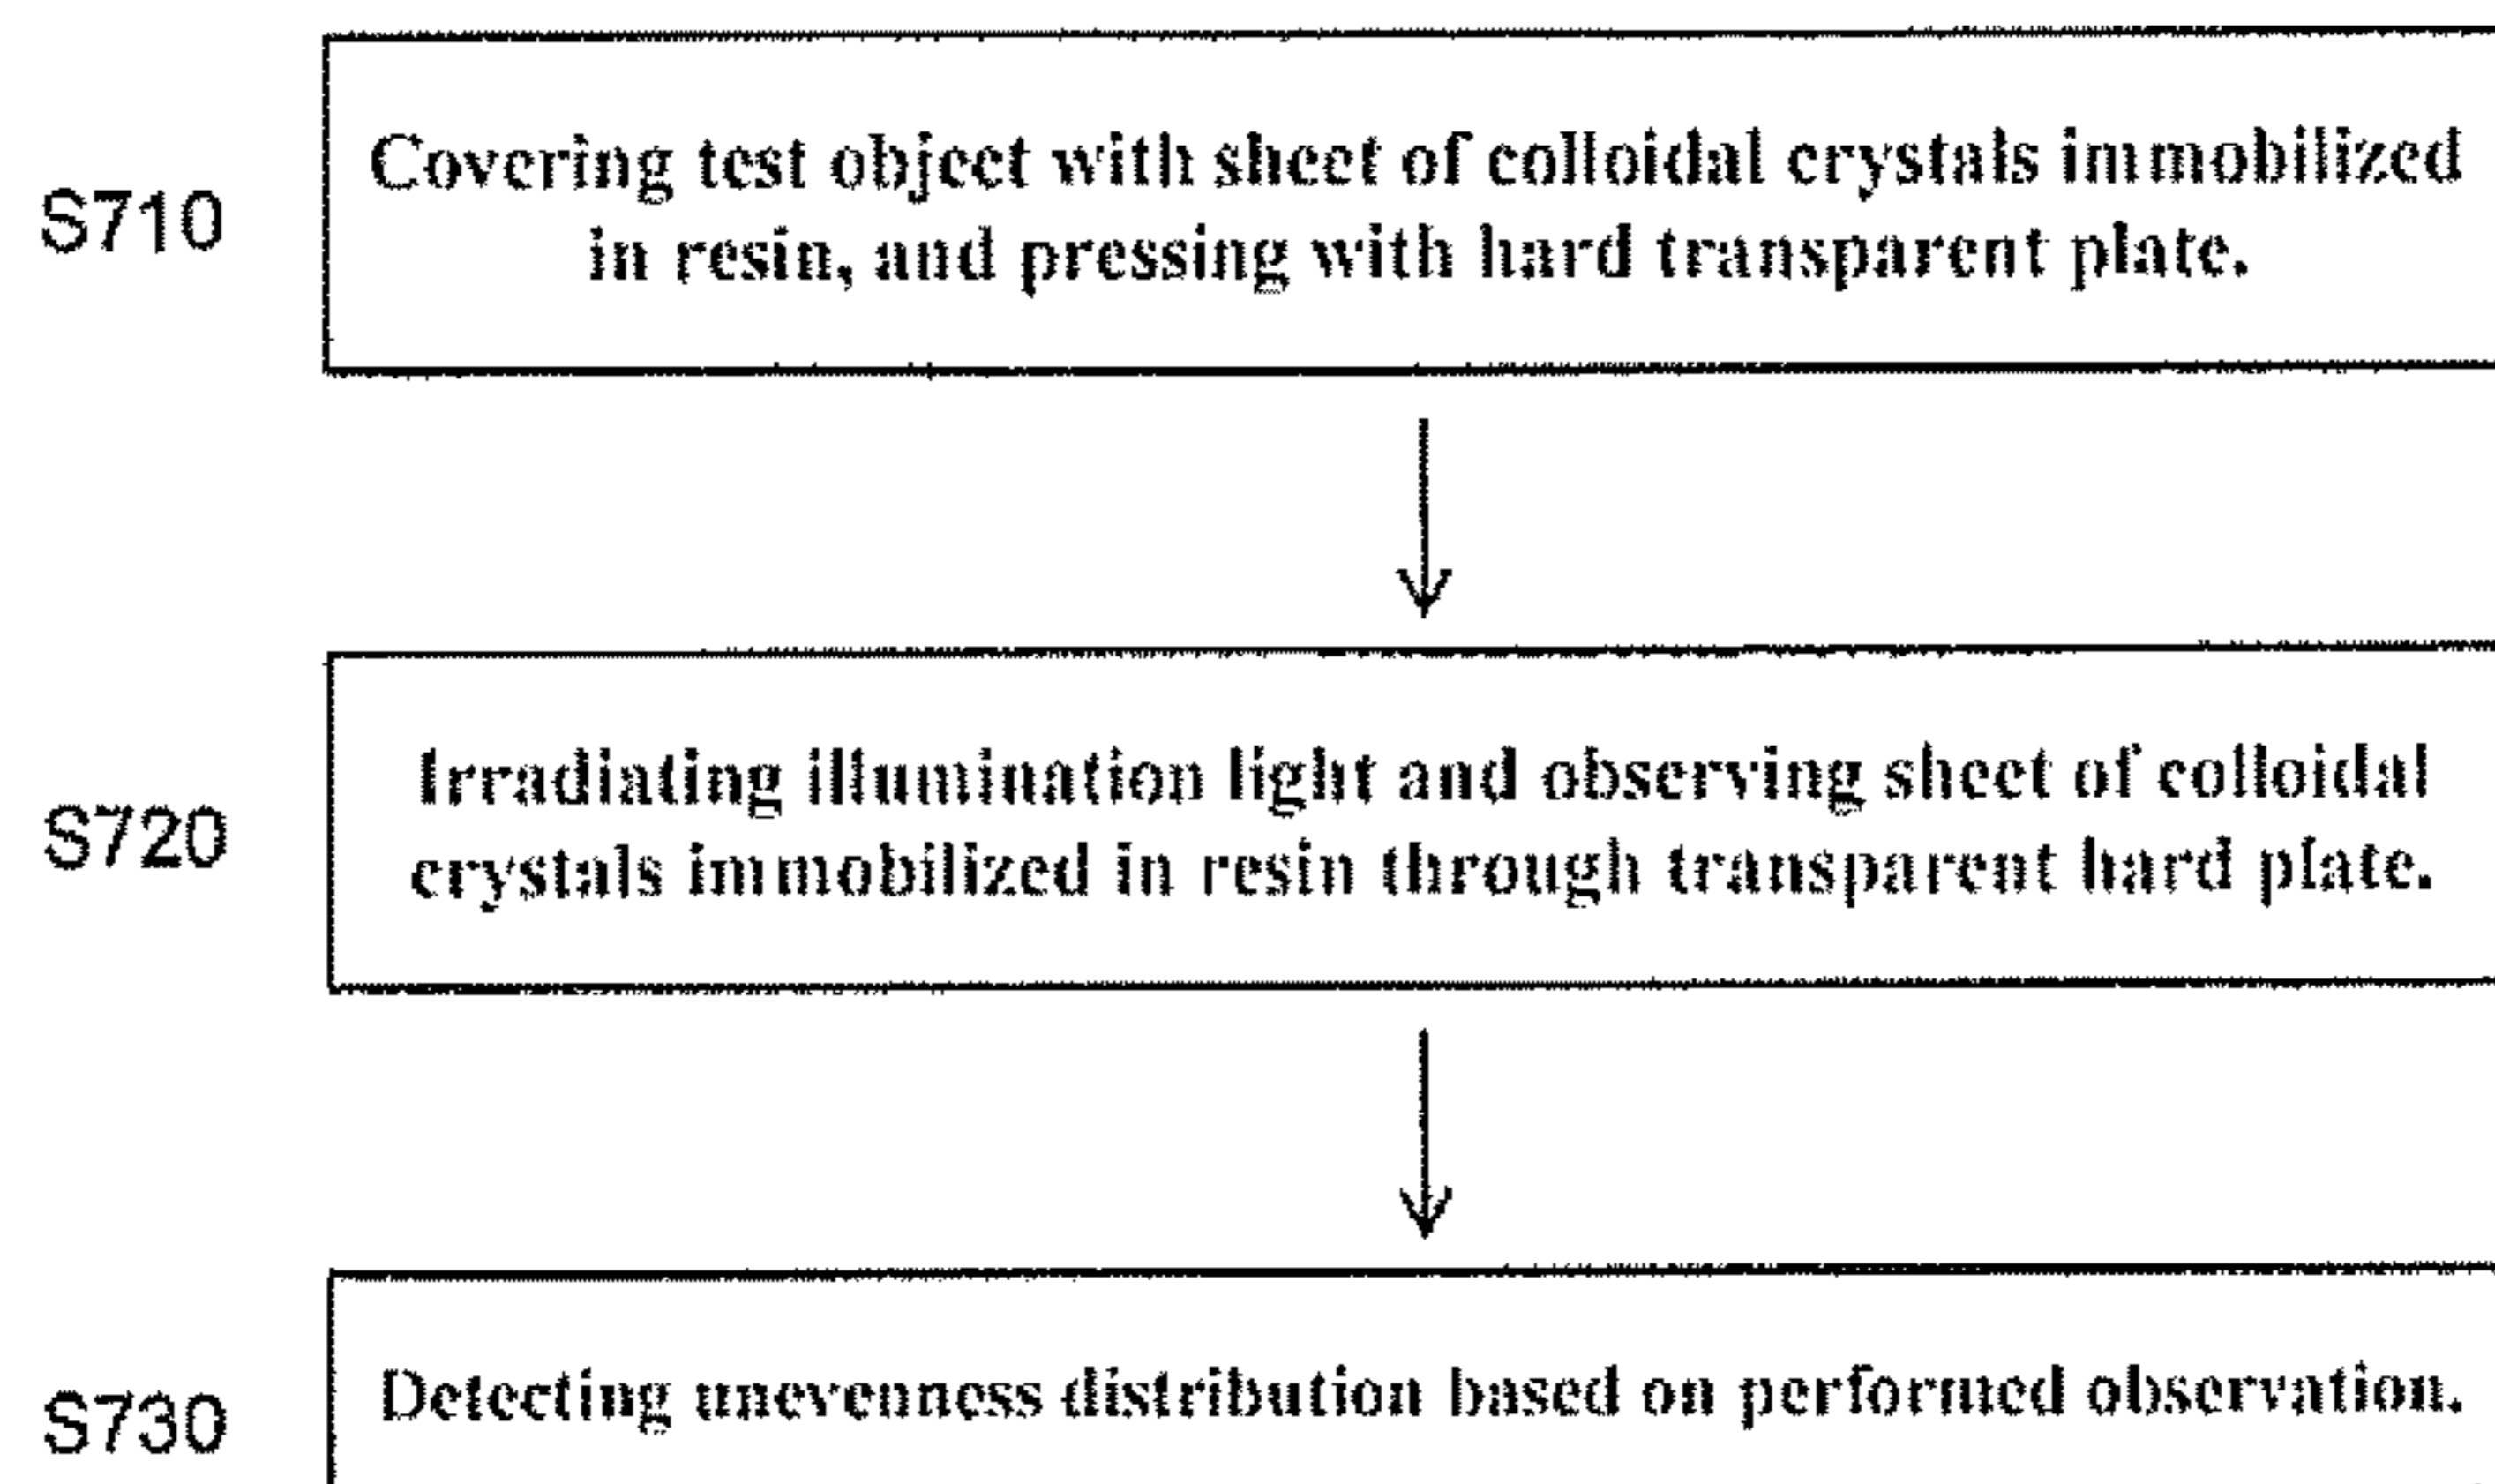 S710
Covering test object with sheet of colloidal crystals immobilized
in resin, and pressing with hard transparent plate.
S720
Irradiating illumination light and observing sheet of colloidal
crystals immobilized in resin through transparent hard plate.
S730
Detecting unevenness distribution based on performed observation.